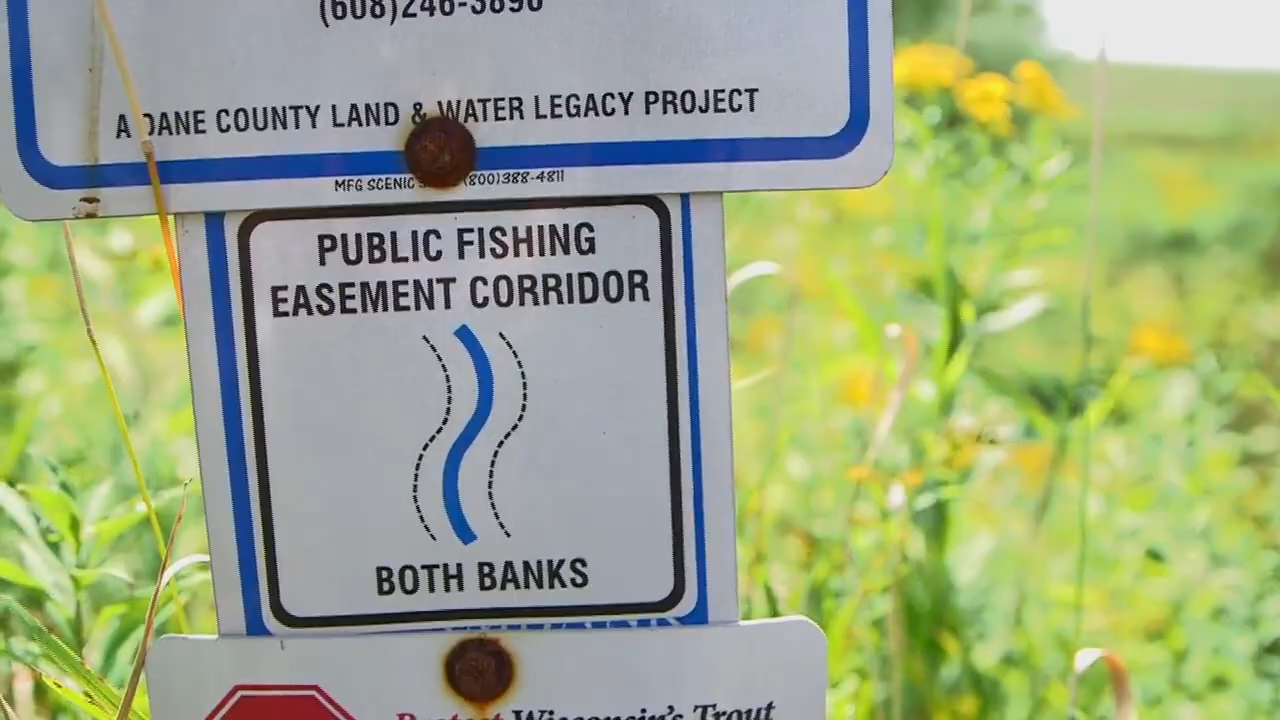 (608)246-3896
A DANE COUNTY LAND & WATER LEGACY PROJECT
MFG SCENIC (800)388-4811
PUBLIC FISHING
EASEMENT CORRIDOR
BOTH BANKS
Protect Wisconsin's Trout